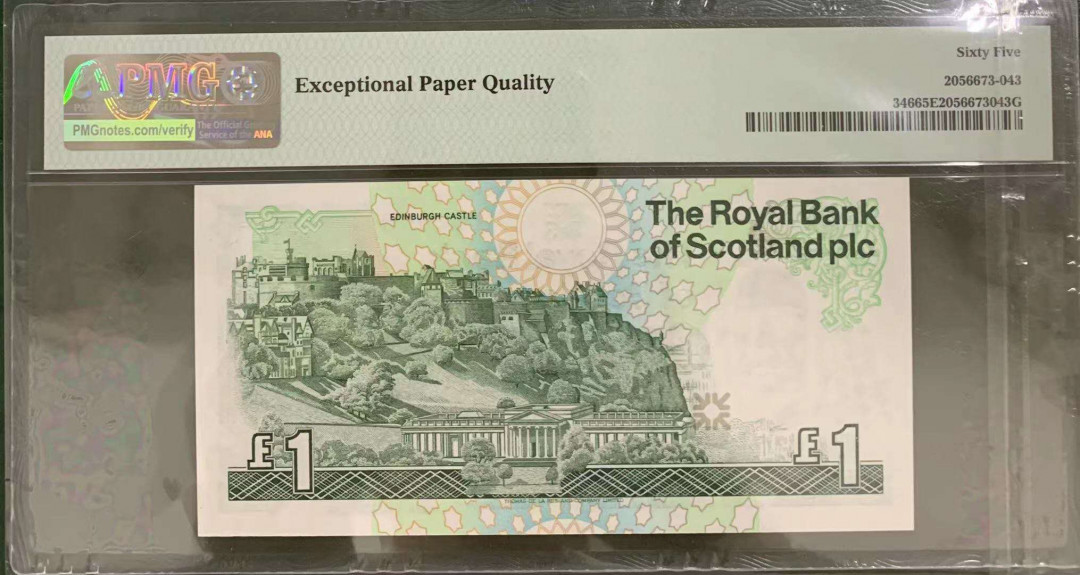 PMG
PMGnotes.com/verify
The Official Gr
Service of the ANA
Exceptional Paper Quality
Sixty Five
2056673-043
34665E2056673043G
EDINBURGH CASTLE
The Royal Bank
of Scotland plc
£1
£1